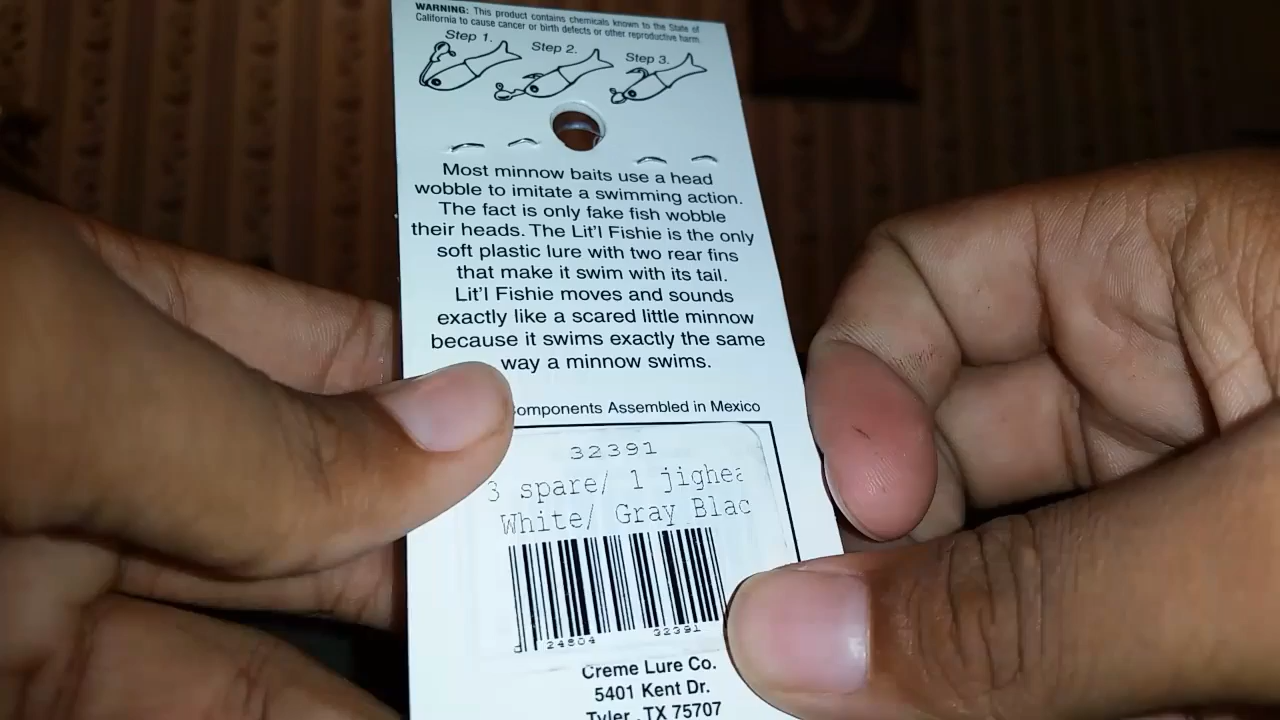 WARNING: This product contains chemicals known to the State of
California to cause cancer or birth defects or other reproductive harm.
Step 1.
Step 2.
Step 3.
Most minnow baits use a head
wobble to imitate a swimming action.
The fact is only fake fish wobble
their heads. The Lit'l Fishie is the only
soft plastic lure with two rear fins
that make it swim with its tail.
Lit'l Fishie moves and sounds
exactly like a scared little minnow
because it swims exactly the same
way a minnow swims.
omponents Assembled in Mexico
32391
3 spare/ 1 jighea
White/ Gray Blac
24804 32391
Creme Lure Co.
5401 Kent Dr.
Tyler, TX 75707